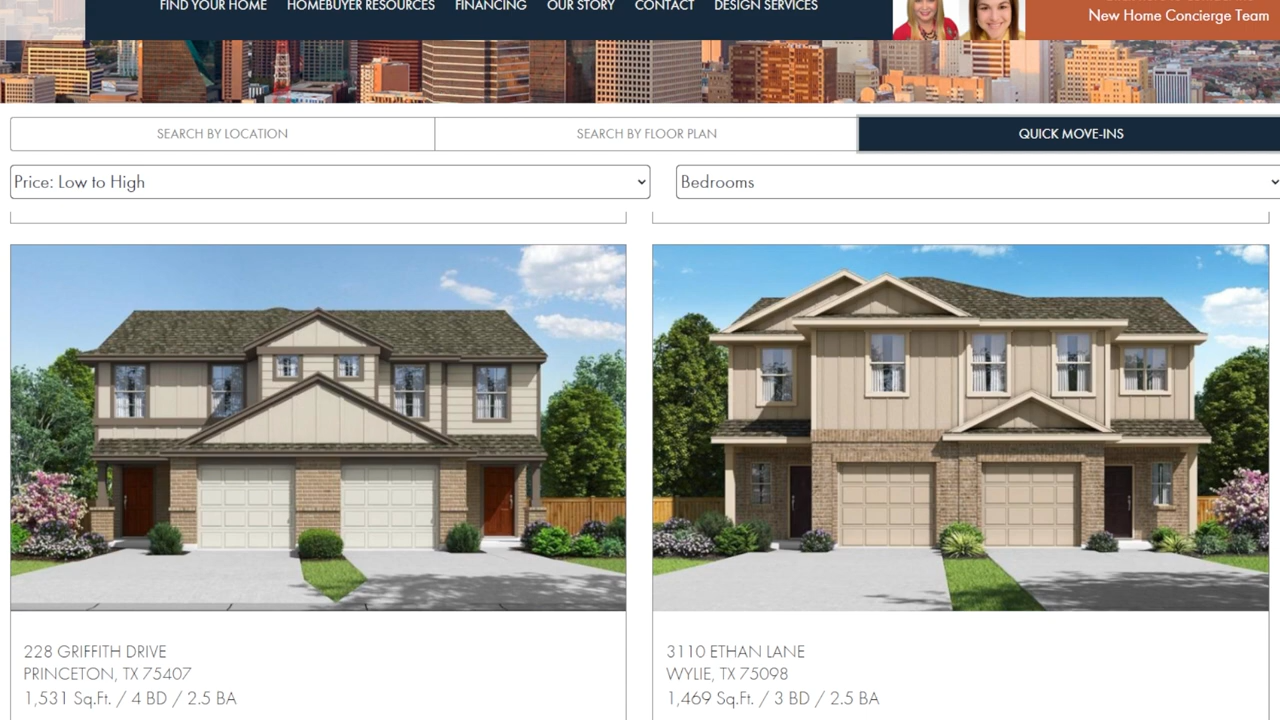 FIND YOUR HOME HOMEBUYER RESOURCES FINANCING OUR STORY CONTACT DESIGN SERVICES
New Home Concierge Team
SEARCH BY LOCATION SEARCH BY FLOOR PLAN QUICK MOVE-INS
Price: Low to High Bedrooms
228 GRIFFITH DRIVE
PRINCETON, TX 75407
1,531 Sq.Ft. / 4 BD / 2.5 BA
3110 ETHAN LANE
WYLIE, TX 75098
1,469 Sq.Ft. / 3 BD / 2.5 BA